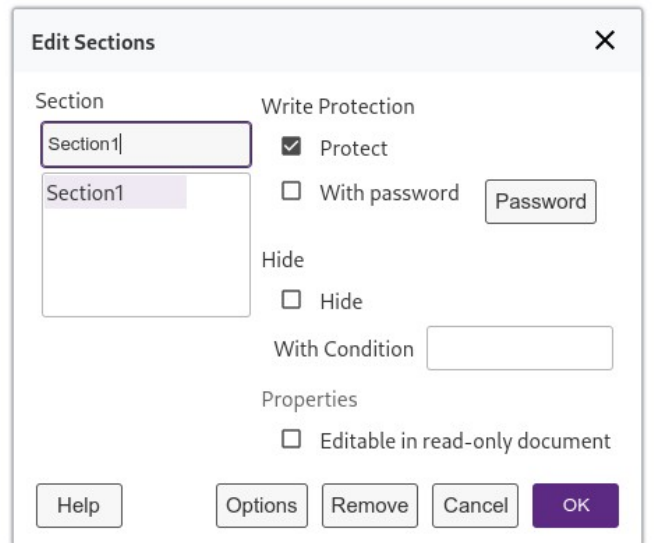 Edit Sections
Section
Section1
Section1
Write Protection
Protect
With password
Password
Hide
Hide
With Condition
Properties
Editable in read-only document
Help
Options
Remove
Cancel
OK